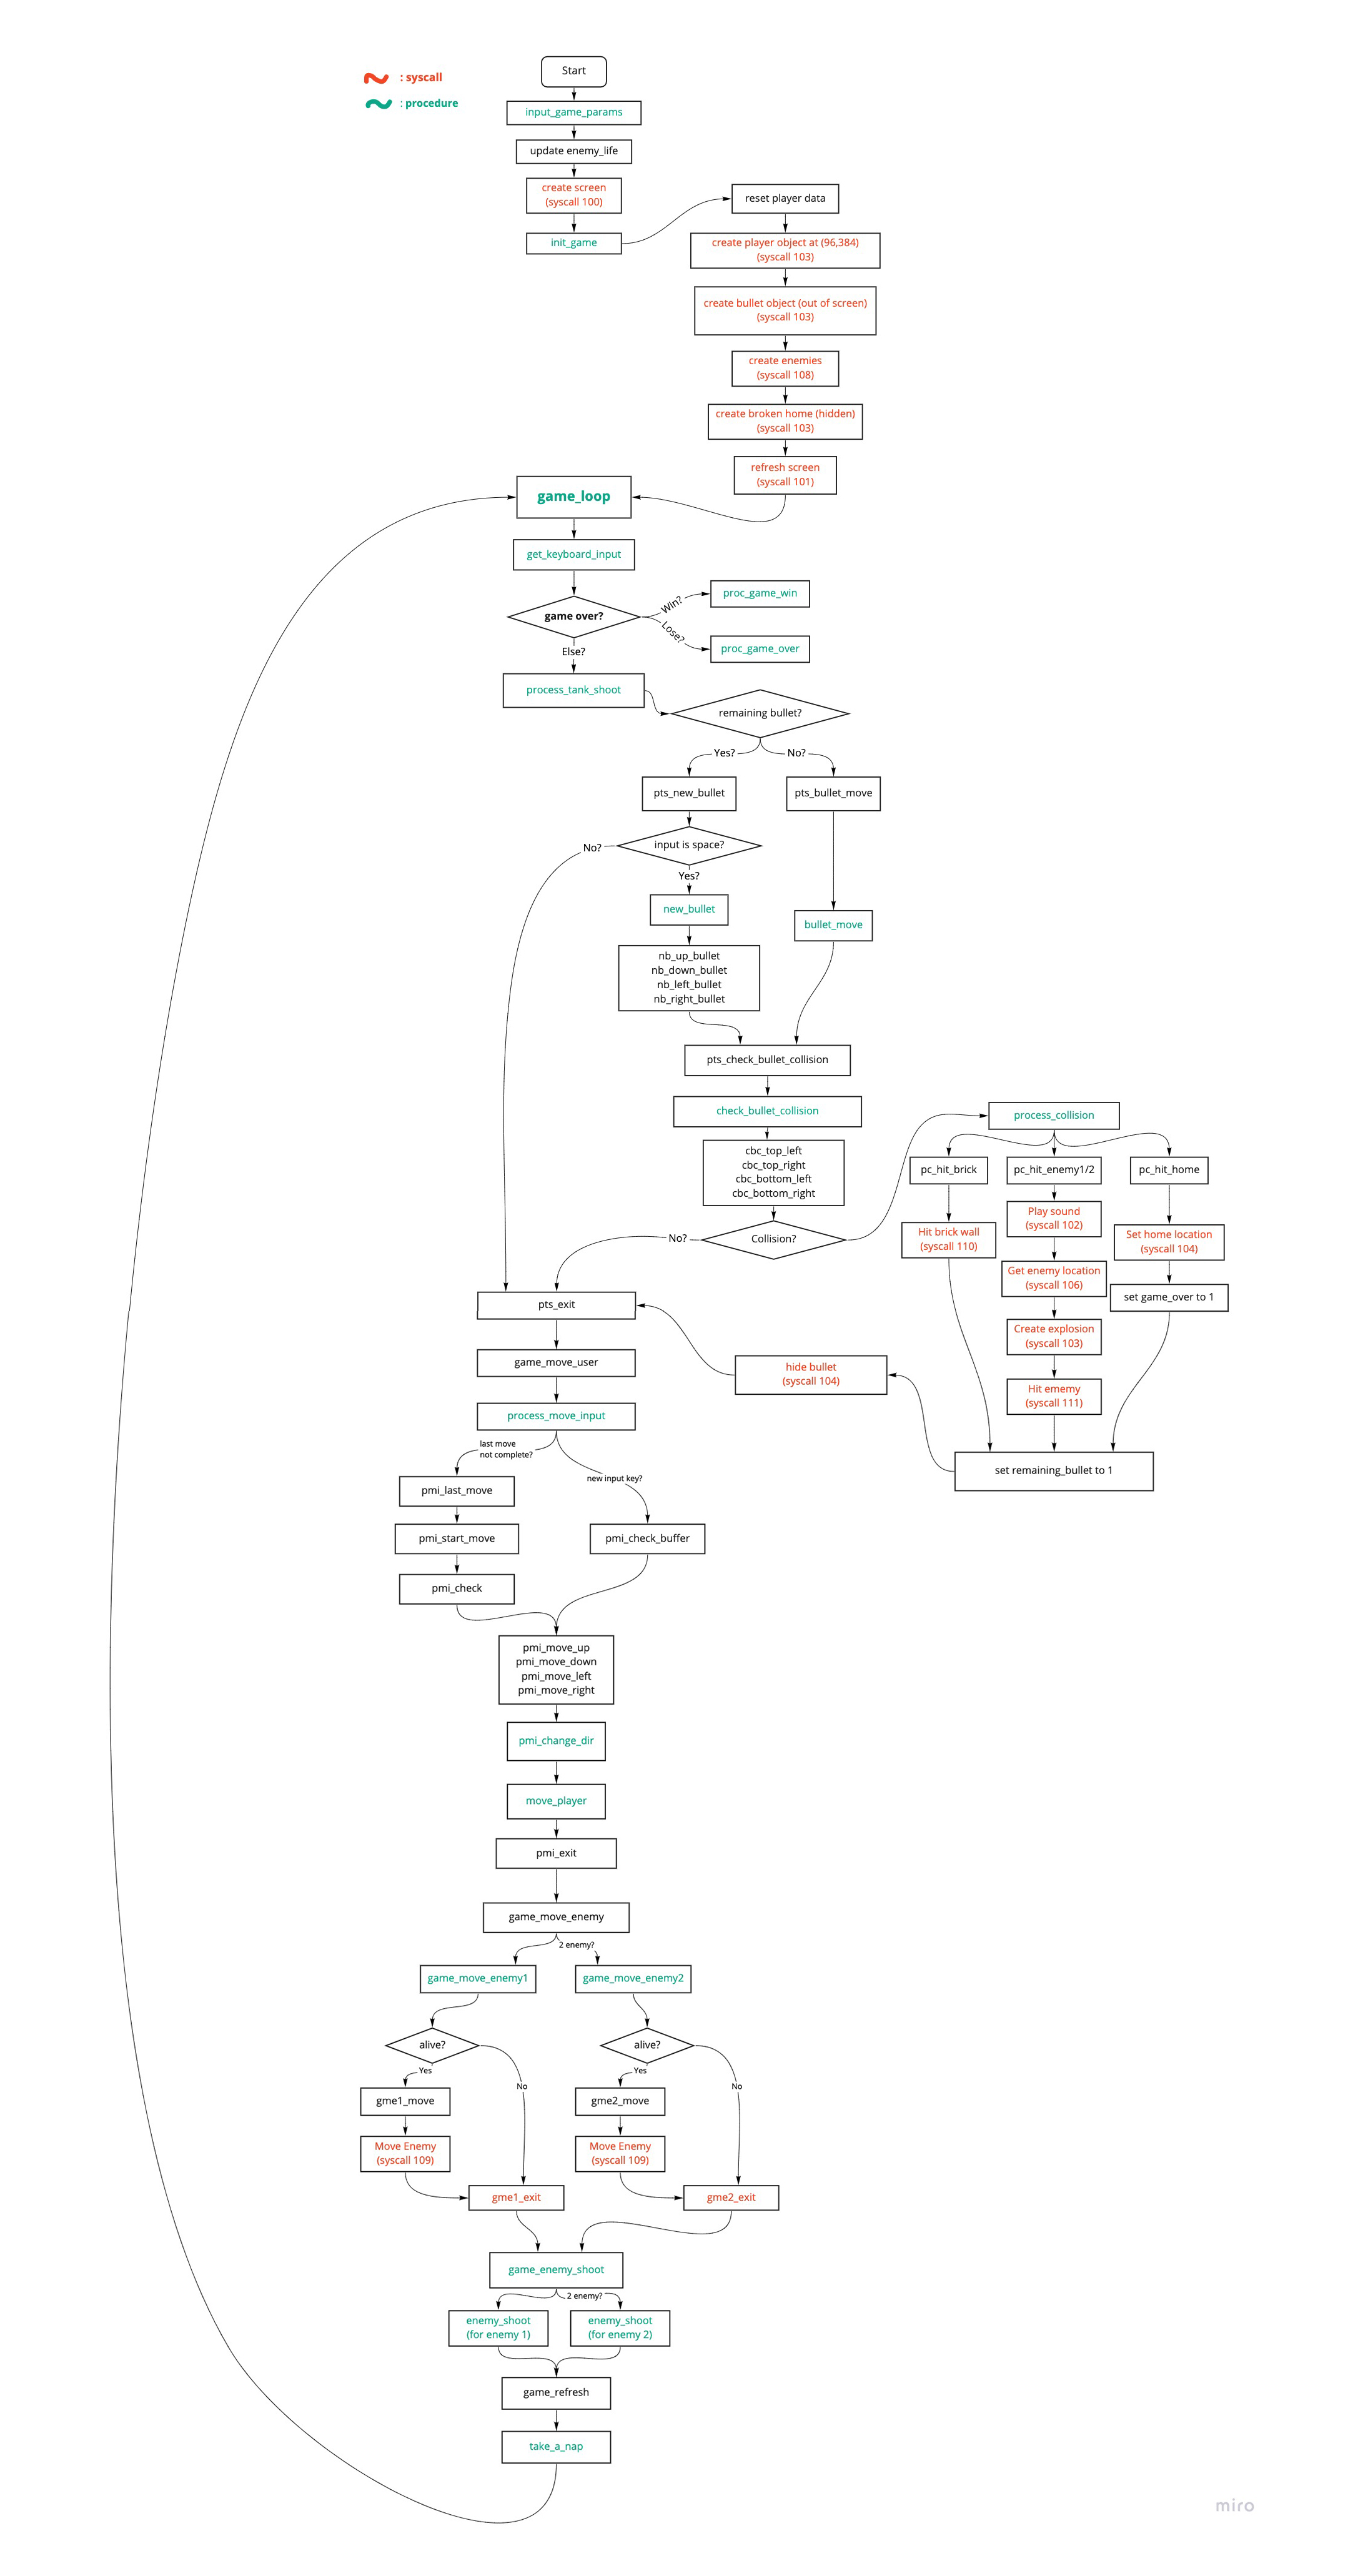 : syscall
: procedure
Start
input_game_params
update enemy_life
create screen
(syscall 100)
init_game
reset player data
create player object at (96,384)
(syscall 103)
create bullet object (out of screen)
(syscall 103)
create enemies
(syscall 108)
create broken home (hidden)
(syscall 103)
refresh screen
(syscall 101)
game_loop
get_keyboard_input
game over?
Win?
proc_game_win
Lose?
proc_game_over
Else?
process_tank_shoot
remaining bullet?
Yes?
No?
pts_new_bullet
pts_bullet_move
input is space?
No?
Yes?
new_bullet
bullet_move
nb_up_bullet
nb_down_bullet
nb_left_bullet
nb_right_bullet
pts_check_bullet_collision
check_bullet_collision
cbc_top_left
cbc_top_right
cbc_bottom_left
cbc_bottom_right
Collision?
No?
process_collision
pc_hit_brick
pc_hit_enemy1/2
pc_hit_home
Hit brick wall
(syscall 110)
Play sound
(syscall 102)
Get enemy location
(syscall 106)
Create explosion
(syscall 103)
Hit ememy
(syscall 111)
Set home location
(syscall 104)
set game_over to 1
set remaining_bullet to 1
hide bullet
(syscall 104)
pts_exit
game_move_user
process_move_input
last move
not complete?
new input key?
pmi_last_move
pmi_start_move
pmi_check
pmi_check_buffer
pmi_move_up
pmi_move_down
pmi_move_left
pmi_move_right
pmi_change_dir
move_player
pmi_exit
game_move_enemy
2 enemy?
game_move_enemy1
game_move_enemy2
alive?
alive?
Yes
No
Yes
No
gme1_move
gme2_move
Move Enemy
(syscall 109)
Move Enemy
(syscall 109)
gme1_exit
gme2_exit
game_enemy_shoot
2 enemy?
enemy_shoot
(for enemy 1)
enemy_shoot
(for enemy 2)
game_refresh
take_a_nap
miro